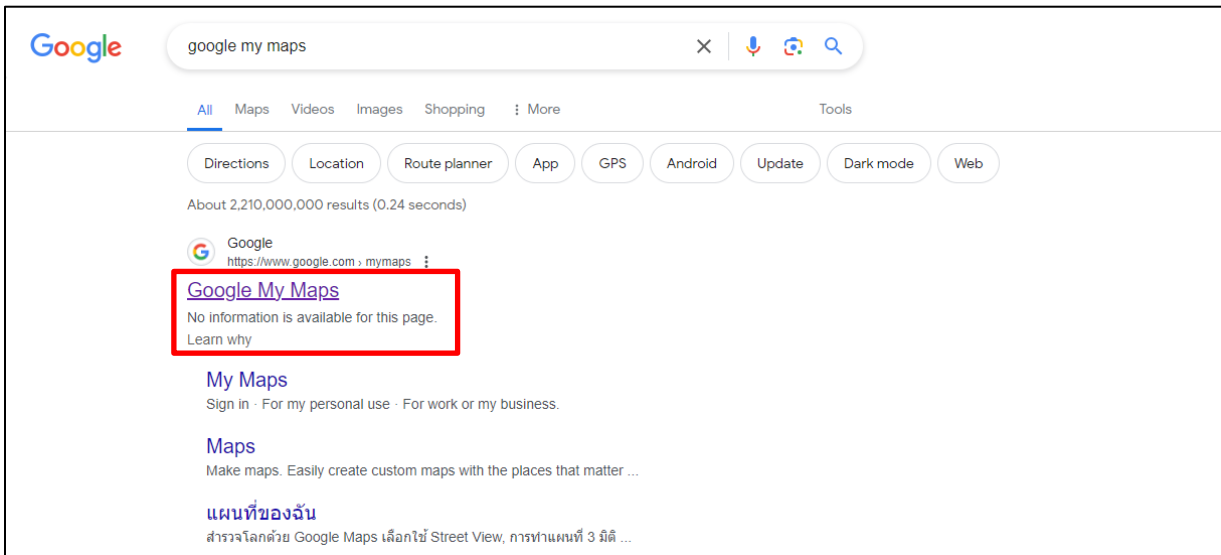 Google
google my maps
All Maps Videos Images Shopping More Tools
Directions Location Route planner App GPS Android Update Dark mode Web
About 2,210,000,000 results (0.24 seconds)
Google
https://www.google.com › mymaps
Google My Maps
No information is available for this page.
Learn why
My Maps
Sign in · For my personal use · For work or my business.
Maps
Make maps. Easily create custom maps with the places that matter ...
แผนที่ของฉัน
สำรวจโลกด้วย Google Maps เลือกใช้ Street View, การทำแผนที่ 3 มิติ ...